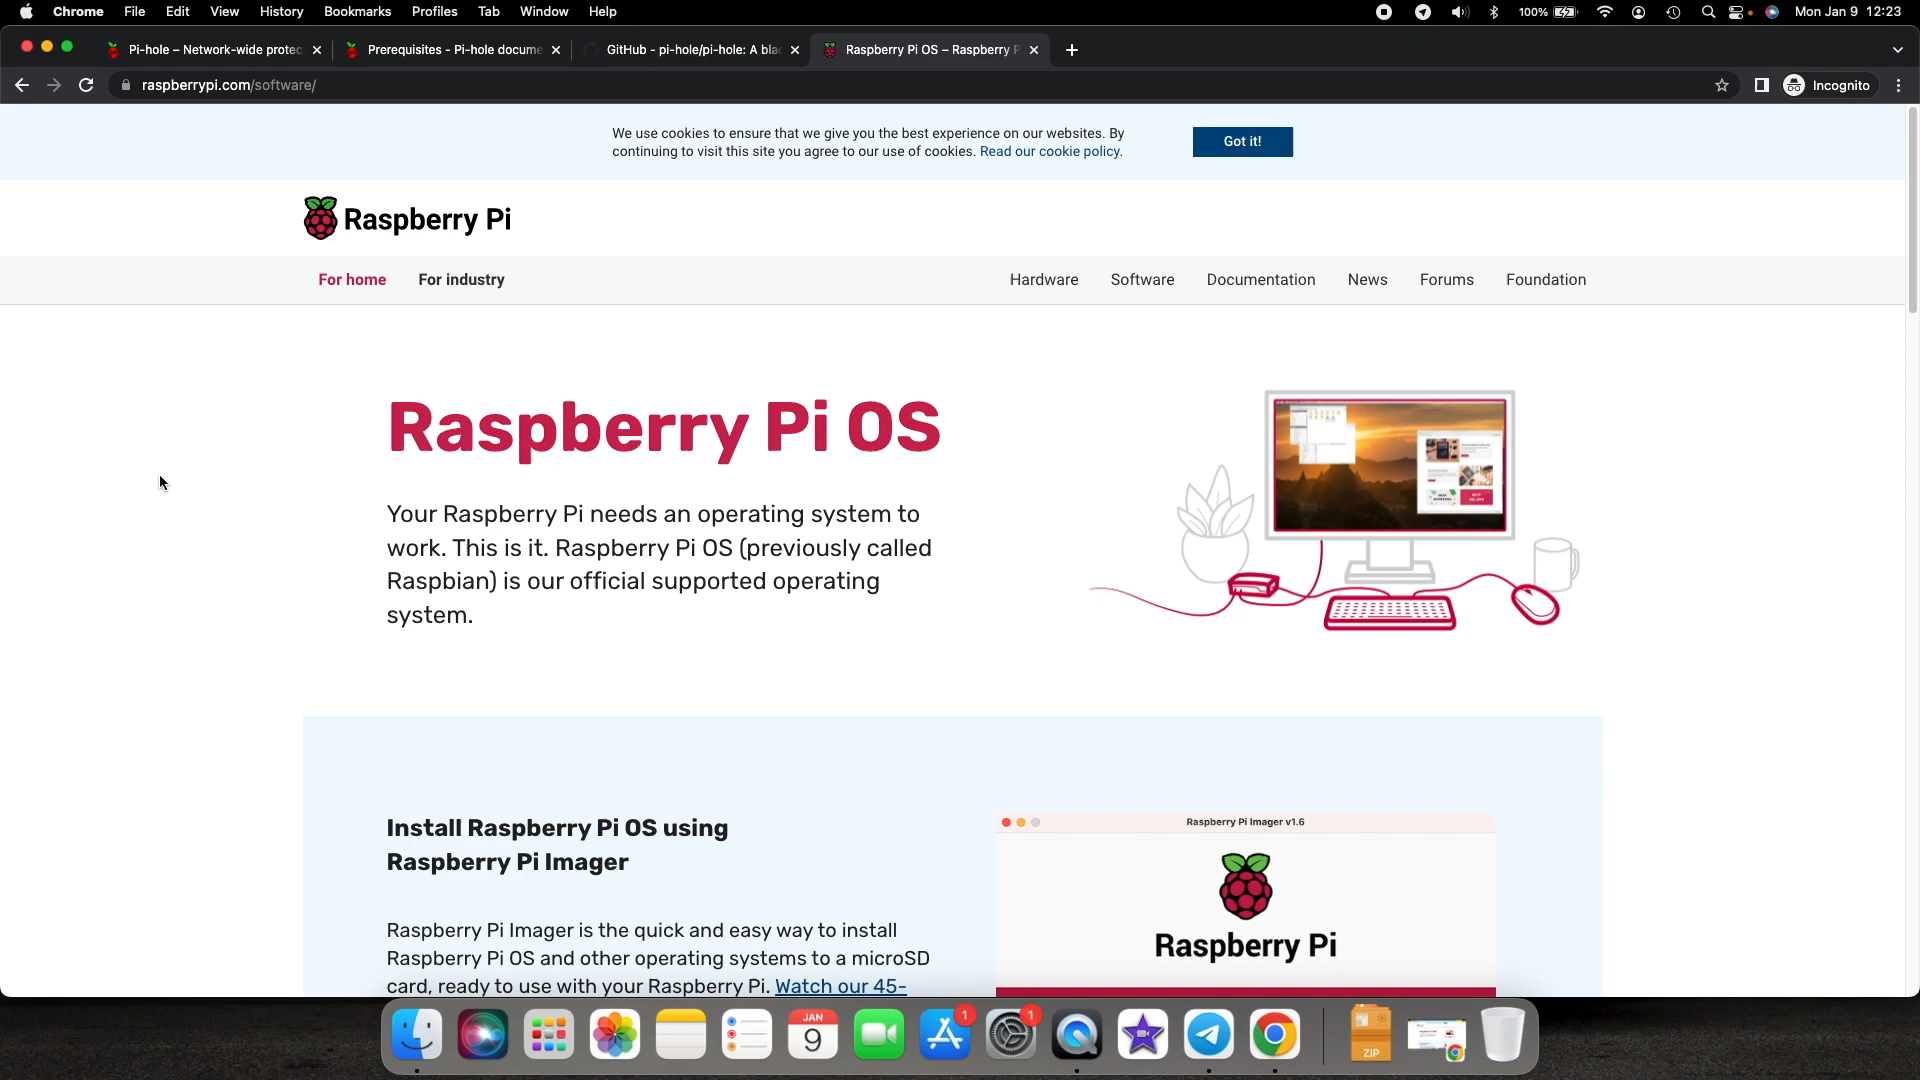 Chrome File Edit View History Bookmarks Profiles Tab Window Help 100% Mon Jan 9 12:23
Pi-hole – Network-wide protec Prerequisites - Pi-hole docume GitHub - pi-hole/pi-hole: A bla Raspberry Pi OS – Raspberry P
raspberrypi.com/software/ Incognito
We use cookies to ensure that we give you the best experience on our websites. By
continuing to visit this site you agree to our use of cookies. Read our cookie policy.
Got it!
Raspberry Pi
For home For industry Hardware Software Documentation News Forums Foundation
Raspberry Pi OS
Your Raspberry Pi needs an operating system to
work. This is it. Raspberry Pi OS (previously called
Raspbian) is our official supported operating
system.
Install Raspberry Pi OS using
Raspberry Pi Imager
Raspberry Pi Imager is the quick and easy way to install
Raspberry Pi OS and other operating systems to a microSD
card, ready to use with your Raspberry Pi. Watch our 45-
Raspberry Pi Imager v1.6
Raspberry Pi
JAN
9
1
1
ZIP